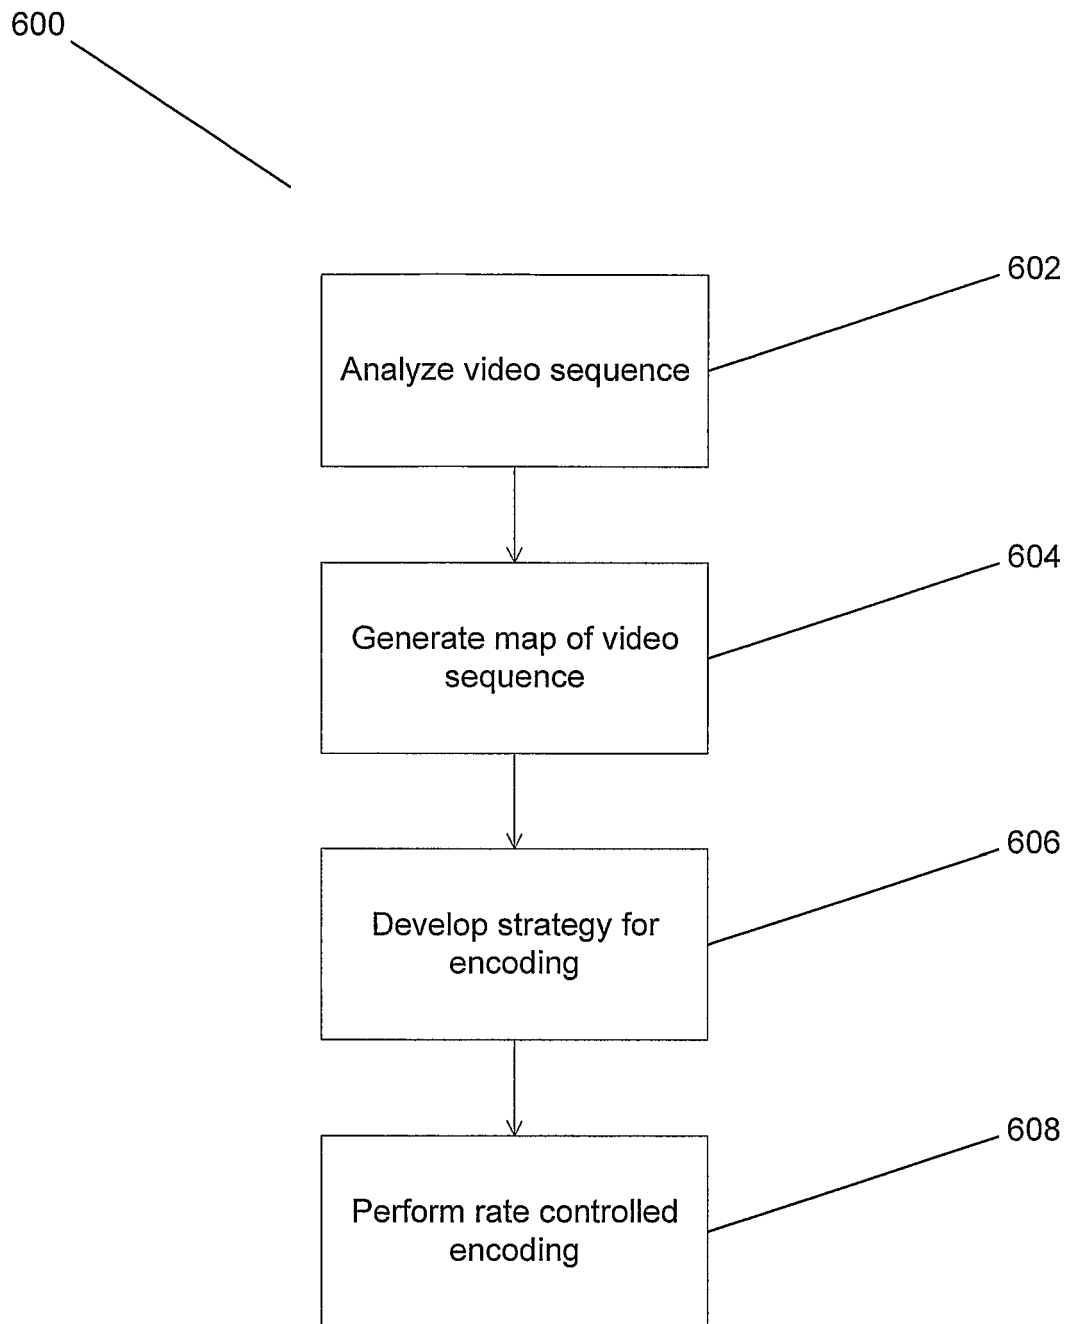 600
602
Analyze video sequence
604
Generate map of video
sequence
606
Develop strategy for
encoding
608
Perform rate controlled
encoding